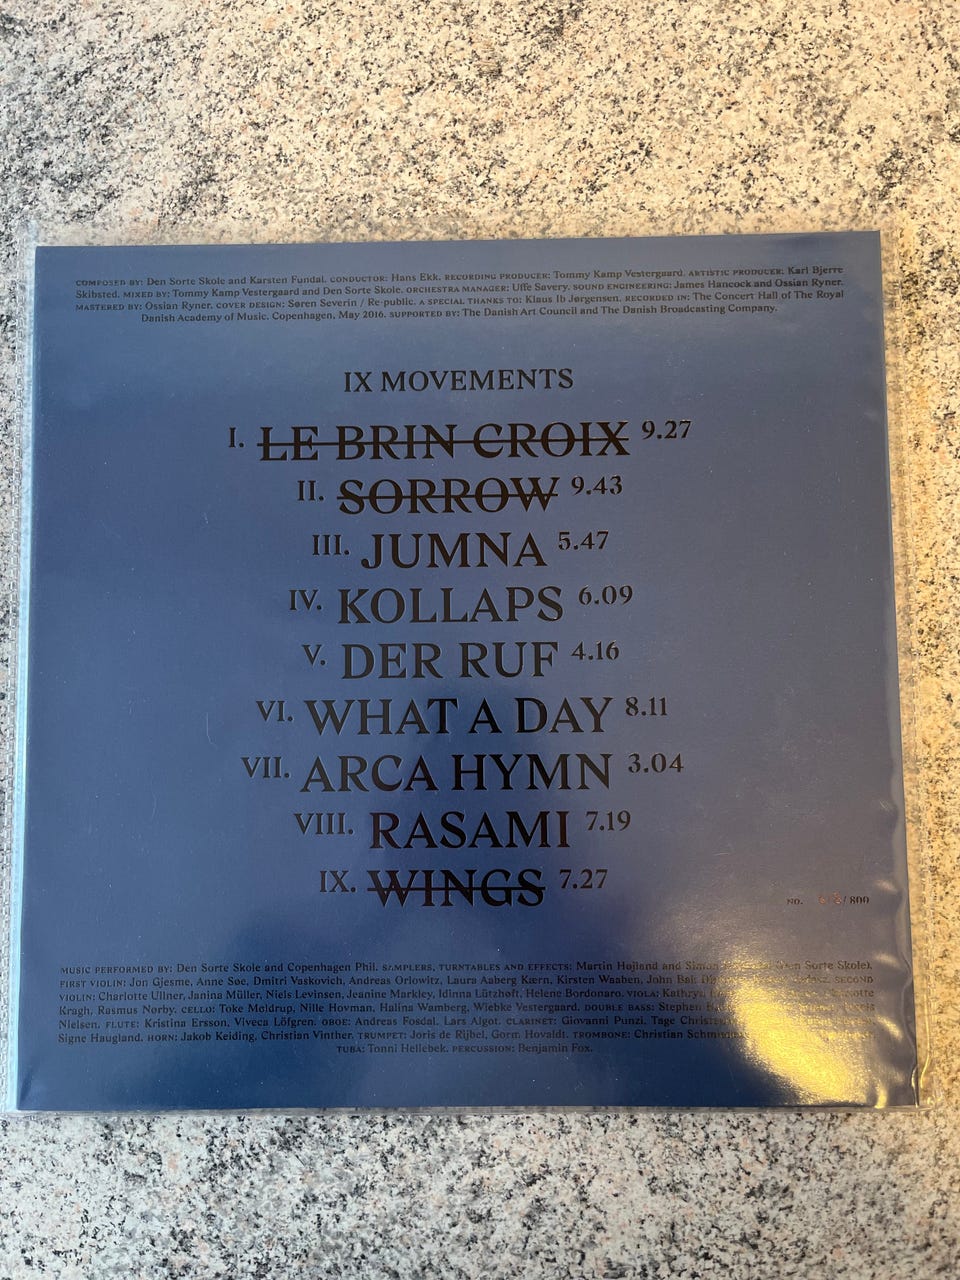 COMPOSED BY: Den Sorte Skole and Karsten Fundal. CONDUCTOR: Hans Ekk. RECORDING PRODUCER: Tommy Kamp Vestergaard. ARTISTIC PRODUCER: Karl Bjerre
Skibsted. MIXED BY: Tommy Kamp Vestergaard and Den Sorte Skole. ORCHESTRA MANAGER: Uffe Savery. SOUND ENGINEERING: James Hancock and Ossian Ryner.
MASTERED BY: Ossian Ryner. COVER DESIGN: Søren Severin / Re-public. A SPECIAL THANKS TO: Klaus Ib Jørgensen. RECORDED IN: The Concert Hall of The Royal
Danish Academy of Music. Copenhagen, May 2016. SUPPORTED BY: The Danish Art Council and The Danish Broadcasting Company.
IX MOVEMENTS
I. LE BRIN CROIX 9.27
II. SORROW 9.43
III. JUMNA 5.47
IV. KOLLAPS 6.09
V. DER RUF 4.16
VI. WHAT A DAY 8.11
VII. ARCA HYMN 3.04
VIII. RASAMI 7.19
IX. WINGS 7.27
NO. / 800
MUSIC PERFORMED BY: Den Sorte Skole and Copenhagen Phil. SAMPLERS, TURNTABLES AND EFFECTS: Martin Højland and Simon (Den Sorte Skole).
FIRST VIOLIN: Jon Gjesme, Anne Søe, Dmitri Vaskovich, Andreas Orlowitz, Laura Aaberg Kærn, Kirsten Waaben, John Bak SECOND
VIOLIN: Charlotte Ullner, Janina Müller, Niels Levinsen, Jeanine Markley, Idinna Lützhøft, Helene Bordonaro. VIOLA:
Kragh, Rasmus Nørby. CELLO: Toke Møldrup, Nille Hovman, Halina Wamberg, Wiebke Vestergaard. DOUBLE BASS: Stephen
Nielsen. FLUTE: Kristina Ersson, Viveca Löfgren. OBOE: Andreas Fosdal, Lars Algot. CLARINET: Giovanni Punzi, Tage
Signe Haugland. HORN: Jakob Keiding, Christian Vinther. TRUMPET: Joris de Rijbel, Gorm Hovaldt. TROMBONE: Christian
TUBA: Tonni Hellebek. PERCUSSION: Benjamin Fox.